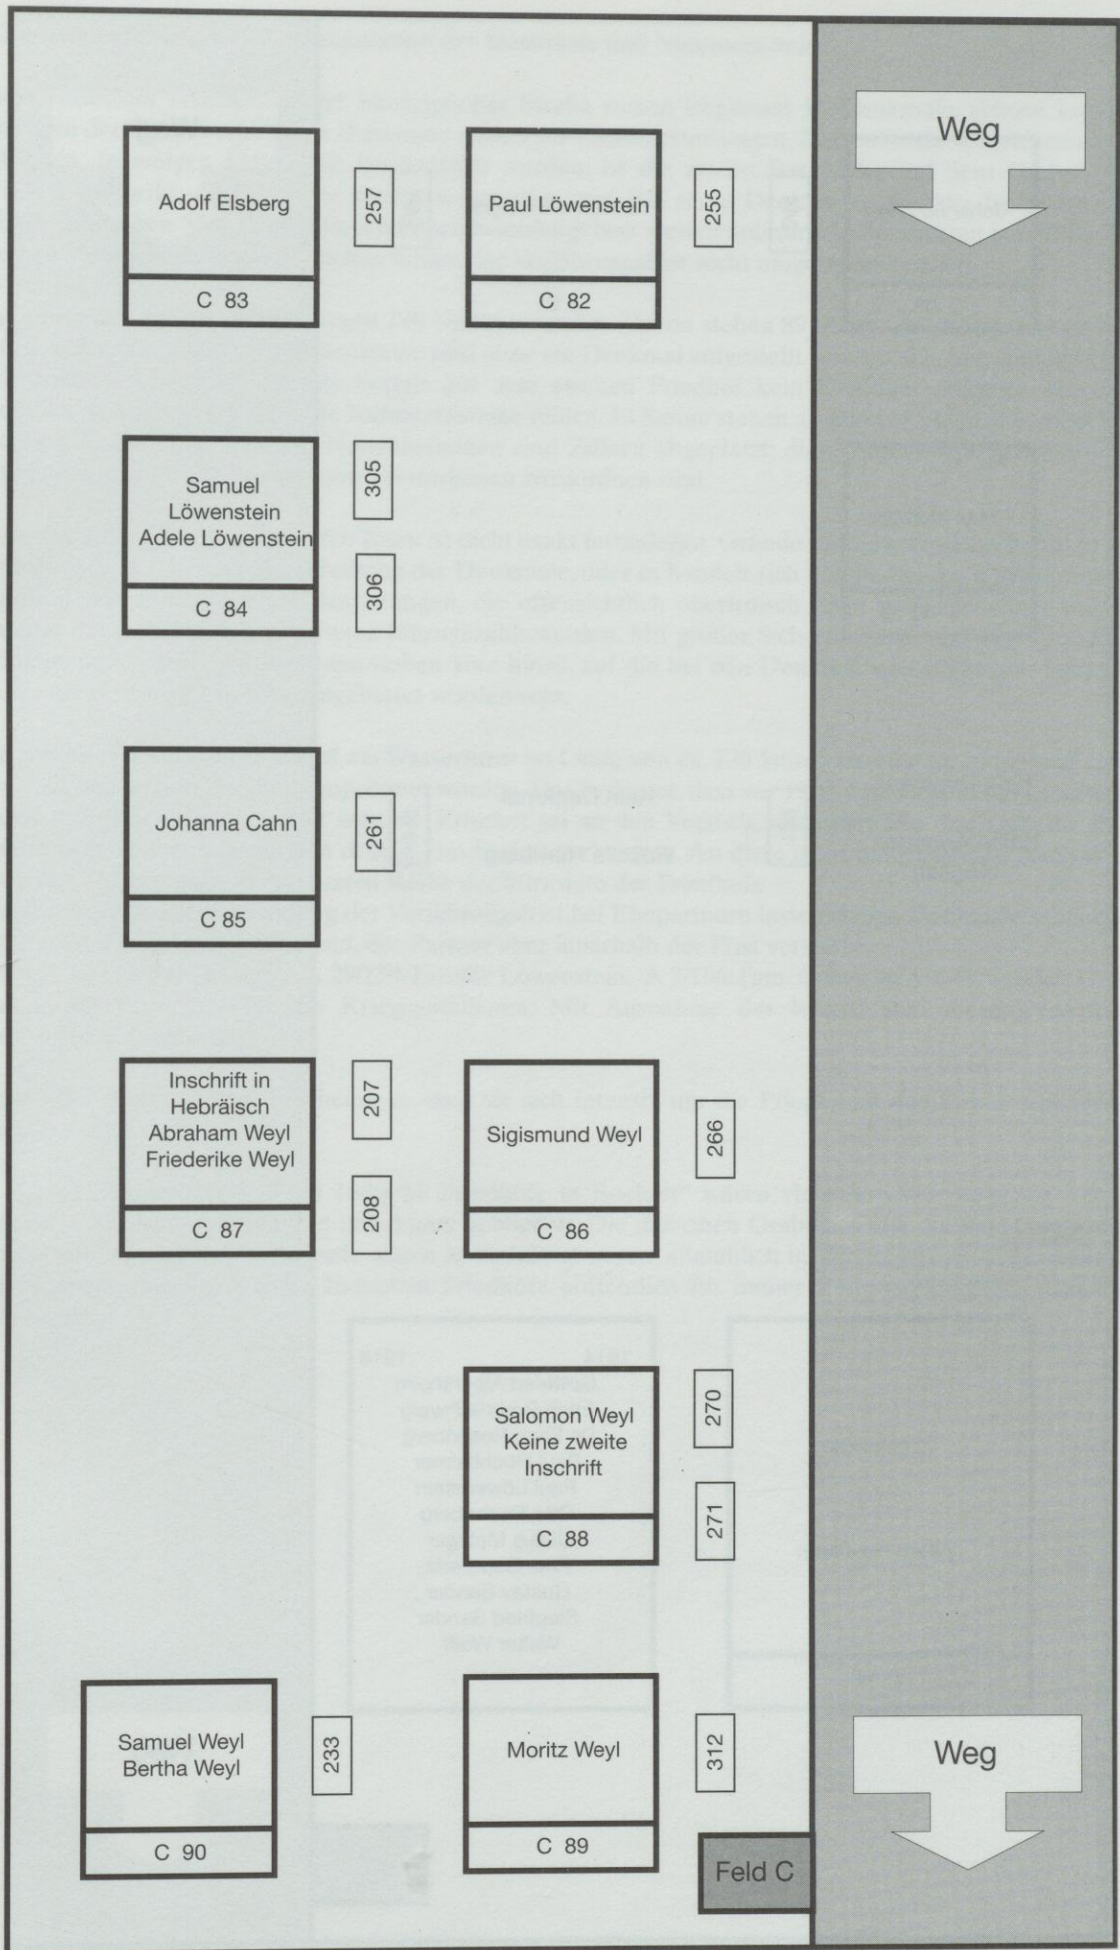 Weg
Adolf Elsberg
C 83
257
Paul Löwenstein
C 82
255
Samuel
Löwenstein
Adele Löwenstein
C 84
305
306
Johanna Cahn
C 85
261
Inschrift in
Hebräisch
Abraham Weyl
Friederike Weyl
C 87
207
208
Sigismund Weyl
C 86
266
Salomon Weyl
Keine zweite
Inschrift
C 88
270
271
Samuel Weyl
Bertha Weyl
C 90
233
Moritz Weyl
C 89
312
Weg
Feld C